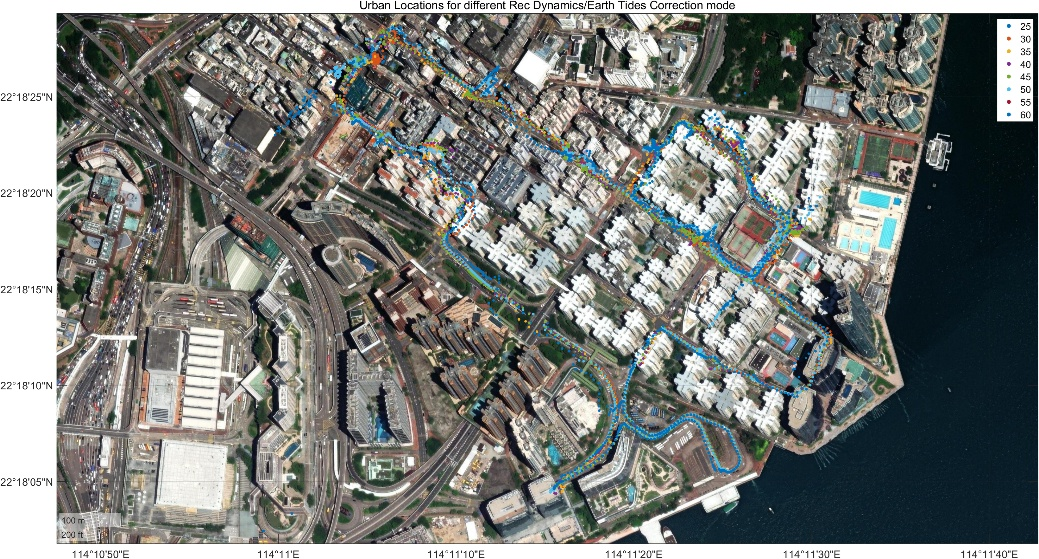 Urban Locations for different Rec Dynamics/Earth Tides Correction mode
25
30
35
40
45
50
55
60
22°18'25"N
22°18'20"N
22°18'15"N
22°18'10"N
22°18'05"N
100 m
200 ft
114°10'50"E
114°11'E
114°11'10"E
114°11'20"E
114°11'30"E
114°11'40"E